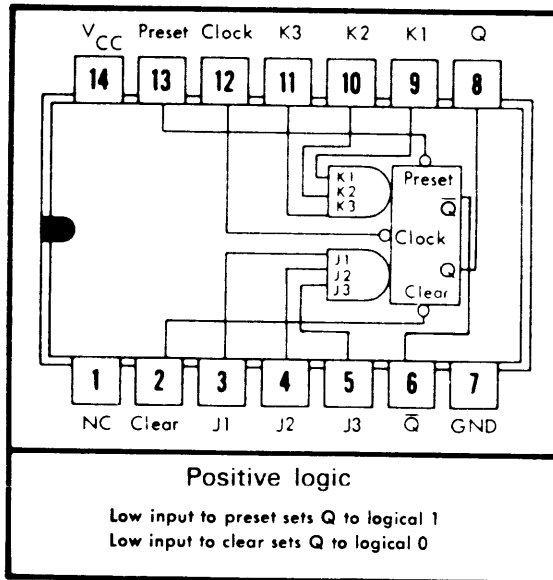 V_CC Preset Clock K3 K2 K1 Q
14 13 12 11 10 9 8
K1
K2
K3
Preset
Q̅
Clock
J1
J2
J3
Q
Clear
1 2 3 4 5 6 7
NC Clear J1 J2 J3 Q̅ GND
Positive logic
Low input to preset sets Q to logical 1
Low input to clear sets Q to logical 0